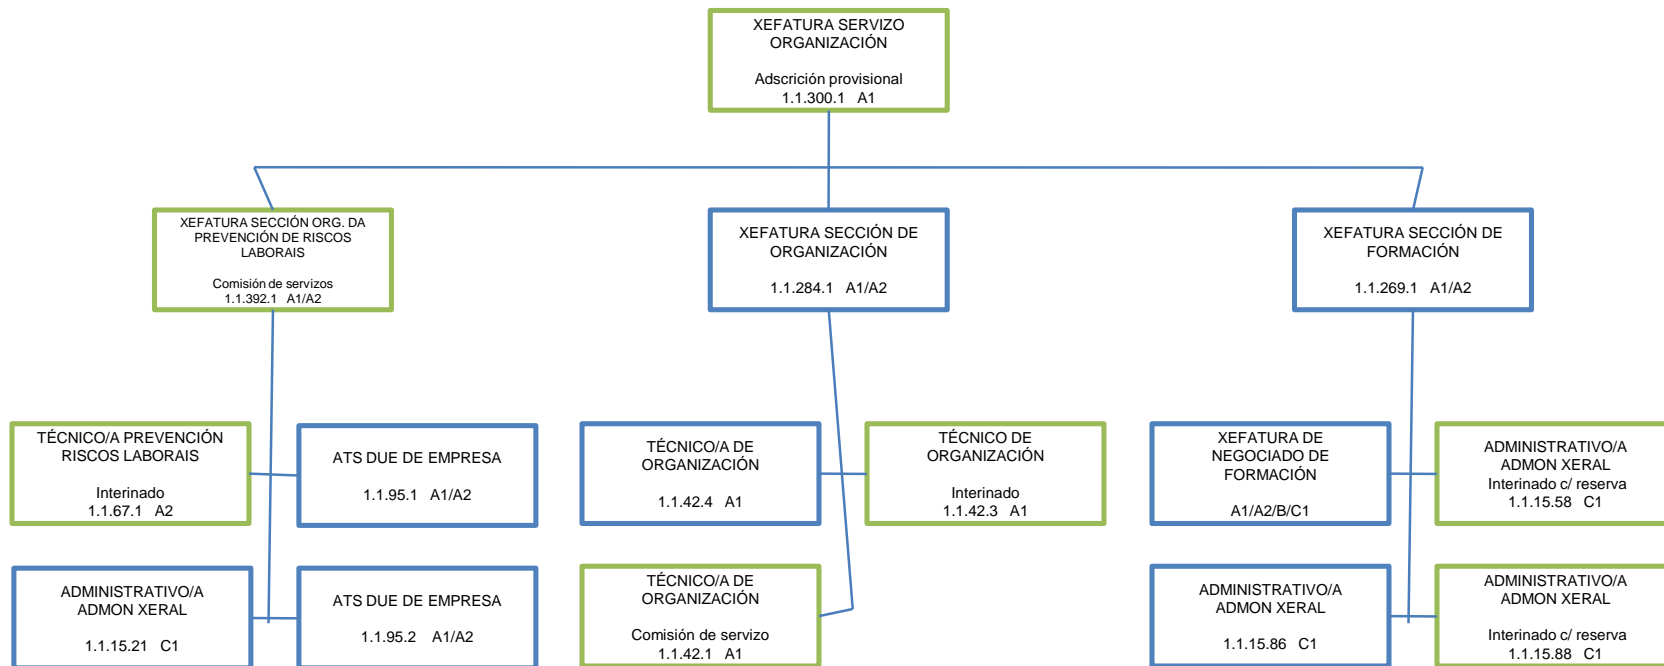 XEFATURA SERVIZO
ORGANIZACIÓN
Adscrición provisional
1.1.300.1 A1
XEFATURA SECCIÓN ORG. DA
PREVENCIÓN DE RISCOS
LABORAIS
Comisión de servizos
1.1.392.1 A1/A2
XEFATURA SECCIÓN DE
ORGANIZACIÓN
1.1.284.1 A1/A2
XEFATURA SECCIÓN DE
FORMACIÓN
1.1.269.1 A1/A2
TÉCNICO/A PREVENCIÓN
RISCOS LABORAIS
Interinado
1.1.67.1 A2
ATS DUE DE EMPRESA
1.1.95.1 A1/A2
TÉCNICO/A DE
ORGANIZACIÓN
1.1.42.4 A1
TÉCNICO DE
ORGANIZACIÓN
Interinado
1.1.42.3 A1
XEFATURA DE
NEGOCIADO DE
FORMACIÓN
A1/A2/B/C1
ADMINISTRATIVO/A
ADMON XERAL
Interinado c/ reserva
1.1.15.58 C1
ADMINISTRATIVO/A
ADMON XERAL
1.1.15.21 C1
ATS DUE DE EMPRESA
1.1.95.2 A1/A2
TÉCNICO/A DE
ORGANIZACIÓN
Comisión de servizo
1.1.42.1 A1
ADMINISTRATIVO/A
ADMON XERAL
1.1.15.86 C1
ADMINISTRATIVO/A
ADMON XERAL
Interinado c/ reserva
1.1.15.88 C1